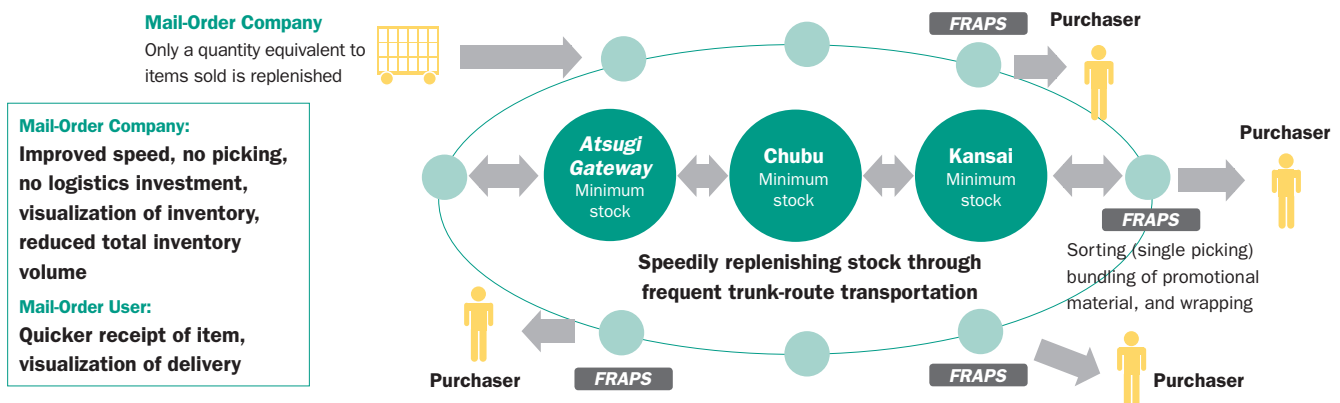 Mail-Order Company
Only a quantity equivalent to
items sold is replenished
FRAPS
Purchaser
Mail-Order Company:
Improved speed, no picking,
no logistics investment,
visualization of inventory,
reduced total inventory
volume
Mail-Order User:
Quicker receipt of item,
visualization of delivery
Atsugi
Gateway
Minimum
stock
Chubu
Minimum
stock
Kansai
Minimum
stock
Purchaser
FRAPS
Sorting (single picking)
bundling of promotional
material, and wrapping
Speedily replenishing stock through
frequent trunk-route transportation
Purchaser
FRAPS
FRAPS
Purchaser